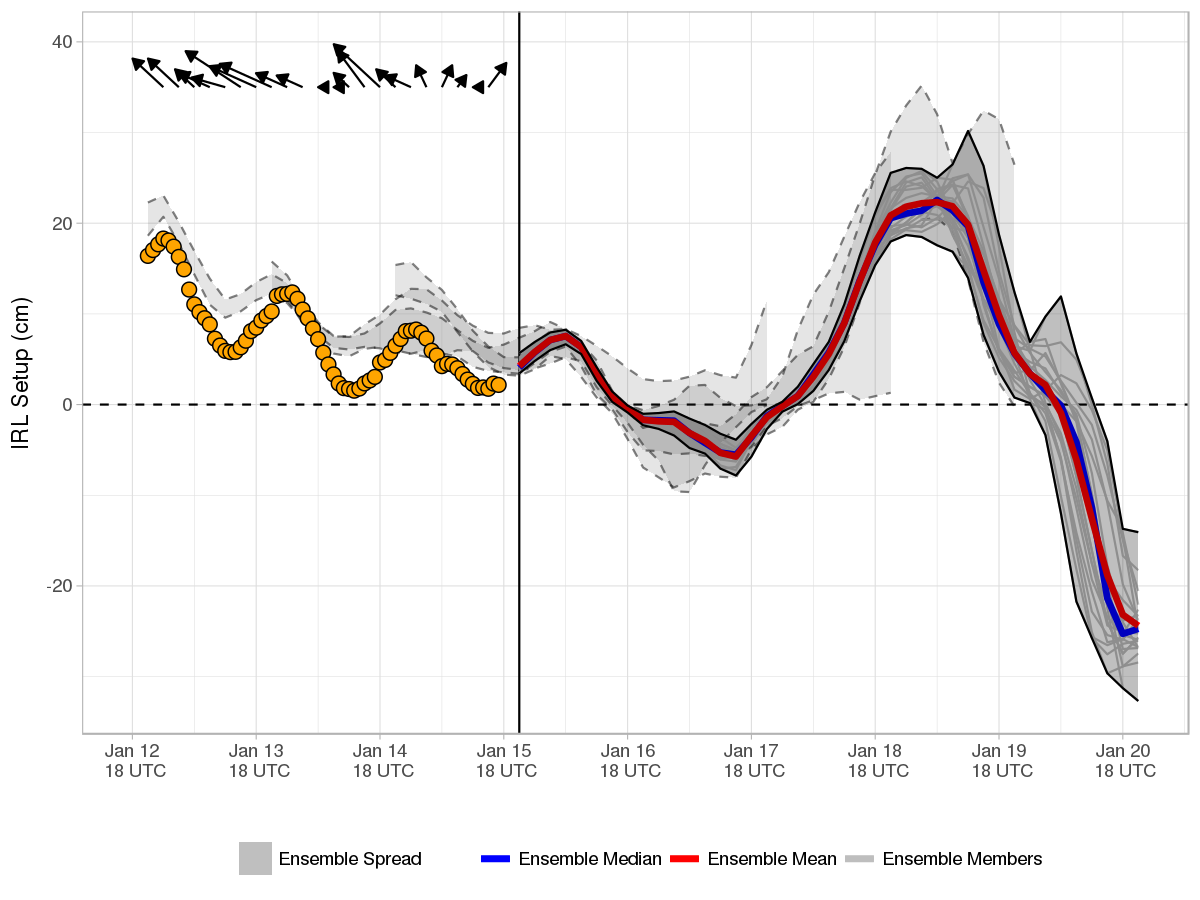 IRL Setup (cm)
40
20
0
-20
Jan 12
18 UTC
Jan 13
18 UTC
Jan 14
18 UTC
Jan 15
18 UTC
Jan 16
18 UTC
Jan 17
18 UTC
Jan 18
18 UTC
Jan 19
18 UTC
Jan 20
18 UTC
Ensemble Spread
Ensemble Median
Ensemble Mean
Ensemble Members